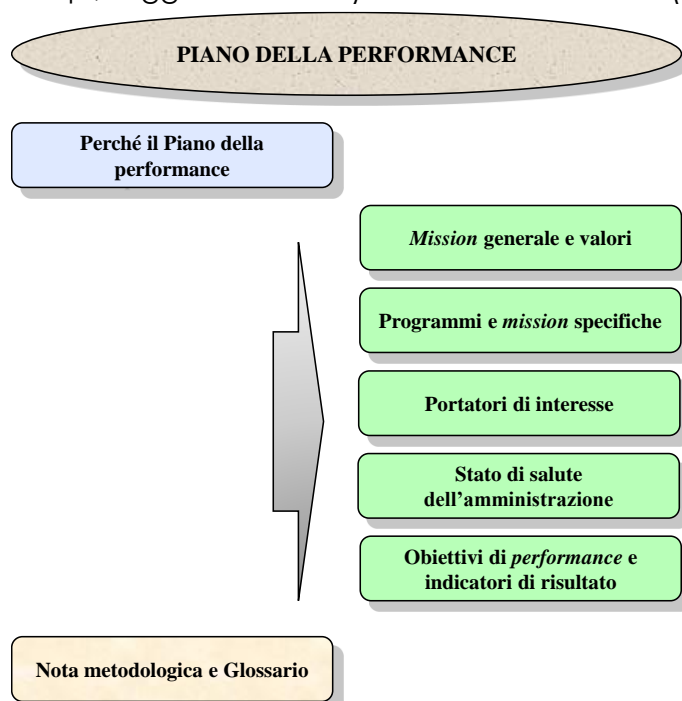 PIANO DELLA PERFORMANCE
Perché il Piano della
performance
Mission generale e valori
Programmi e mission specifiche
Portatori di interesse
Stato di salute
dell’amministrazione
Obiettivi di performance e
indicatori di risultato
Nota metodologica e Glossario